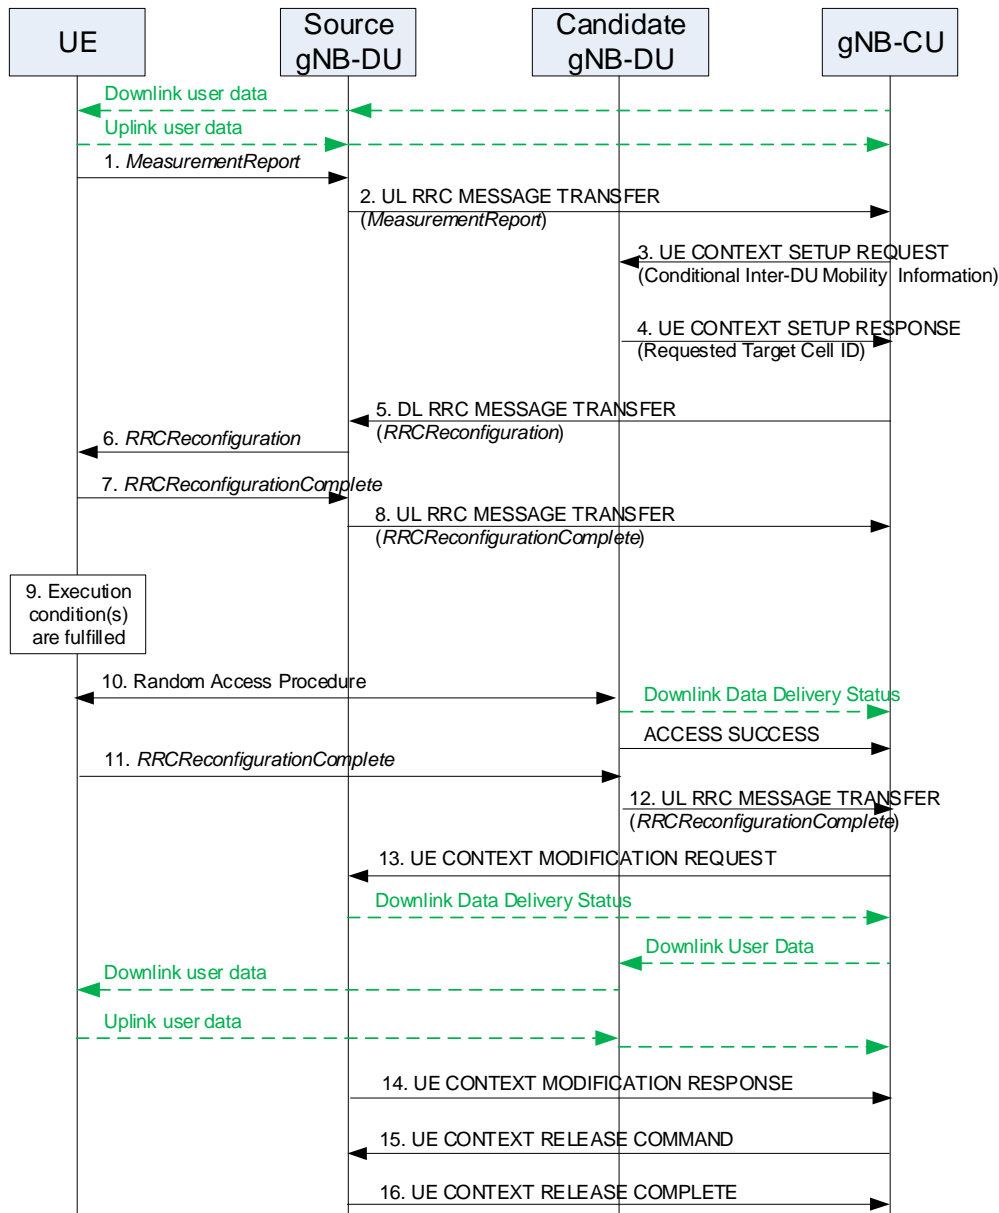 UE
Source
gNB-DU
Candidate
gNB-DU
gNB-CU
Downlink user data
Uplink user data
1. MeasurementReport
2. UL RRC MESSAGE TRANSFER
(MeasurementReport)
3. UE CONTEXT SETUP REQUEST
(Conditional Inter-DU Mobility Information)
4. UE CONTEXT SETUP RESPONSE
(Requested Target Cell ID)
5. DL RRC MESSAGE TRANSFER
(RRCReconfiguration)
6. RRCReconfiguration
7. RRCReconfigurationComplete
8. UL RRC MESSAGE TRANSFER
(RRCReconfigurationComplete)
9. Execution
condition(s)
are fulfilled
10. Random Access Procedure
Downlink Data Delivery Status
ACCESS SUCCESS
11. RRCReconfigurationComplete
12. UL RRC MESSAGE TRANSFER
(RRCReconfigurationComplete)
13. UE CONTEXT MODIFICATION REQUEST
Downlink Data Delivery Status
Downlink User Data
Downlink user data
Uplink user data
14. UE CONTEXT MODIFICATION RESPONSE
15. UE CONTEXT RELEASE COMMAND
16. UE CONTEXT RELEASE COMPLETE